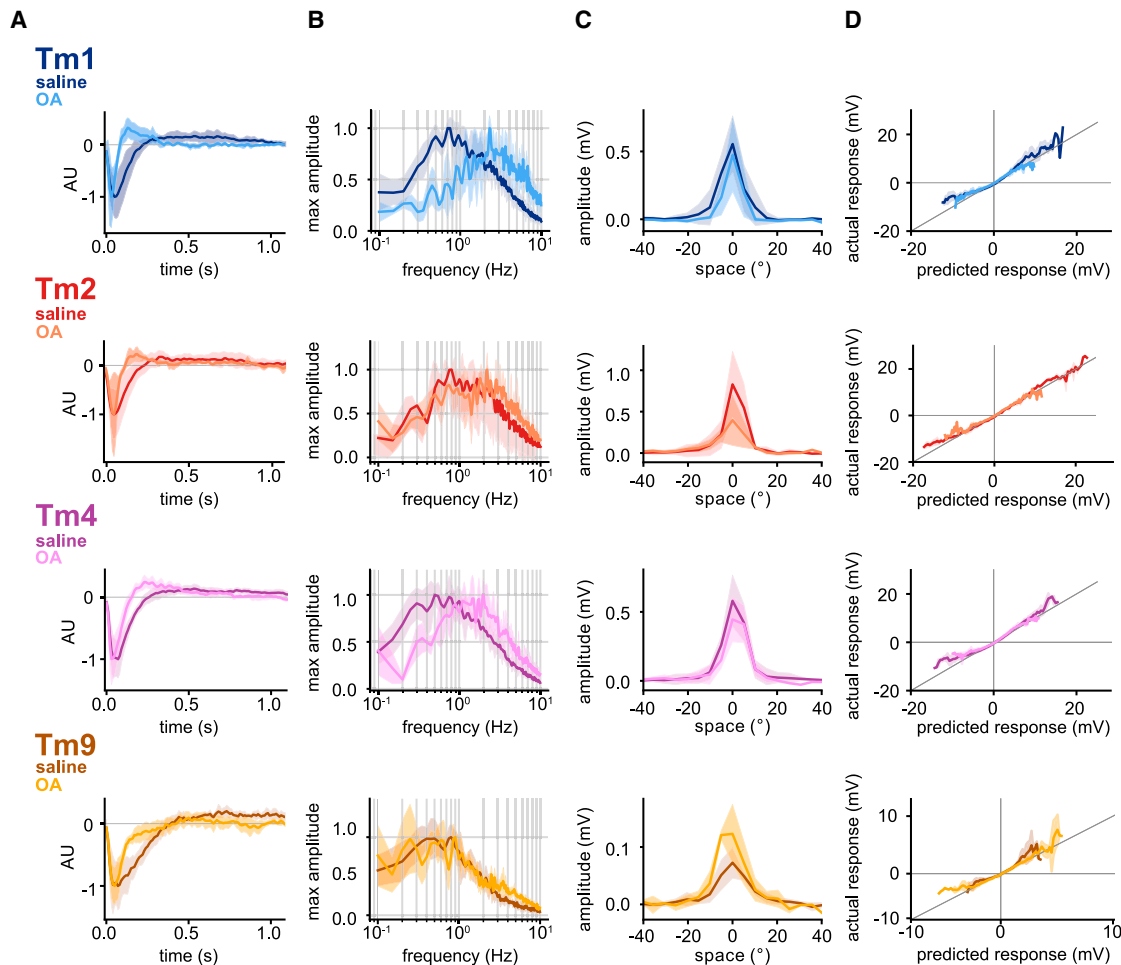 A B C D
Tm1
saline
OA
AU
0
-1
0.0 0.5 1.0
time (s)
max amplitude
1.0
0.5
0.0
10-1 100 101
frequency (Hz)
amplitude (mV)
0.5
0.0
-40 -20 0 20 40
space (°)
actual response (mV)
20
0
-20
0 20
predicted response (mV)
Tm2
saline
OA
AU
0
-1
0.0 0.5 1.0
time (s)
max amplitude
1.0
0.5
0.0
10-1 100 101
frequency (Hz)
amplitude (mV)
1.0
0.5
0.0
-40 -20 0 20 40
space (°)
actual response (mV)
20
0
-20
-20 0 20
predicted response (mV)
Tm4
saline
OA
AU
0
-1
0.0 0.5 1.0
time (s)
max amplitude
1.0
0.5
0.0
10-1 100 101
frequency (Hz)
amplitude (mV)
0.5
0.0
-40 -20 0 20 40
space (°)
actual response (mV)
20
0
-20
-20 0 20
predicted response (mV)
Tm9
saline
OA
AU
0
-1
0.0 0.5 1.0
time (s)
max amplitude
1.0
0.5
0.0
10-1 100 101
frequency (Hz)
amplitude (mV)
0.1
0.0
-40 -20 0 20 40
space (°)
actual response (mV)
10
0
-10
-10 0 10
predicted response (mV)